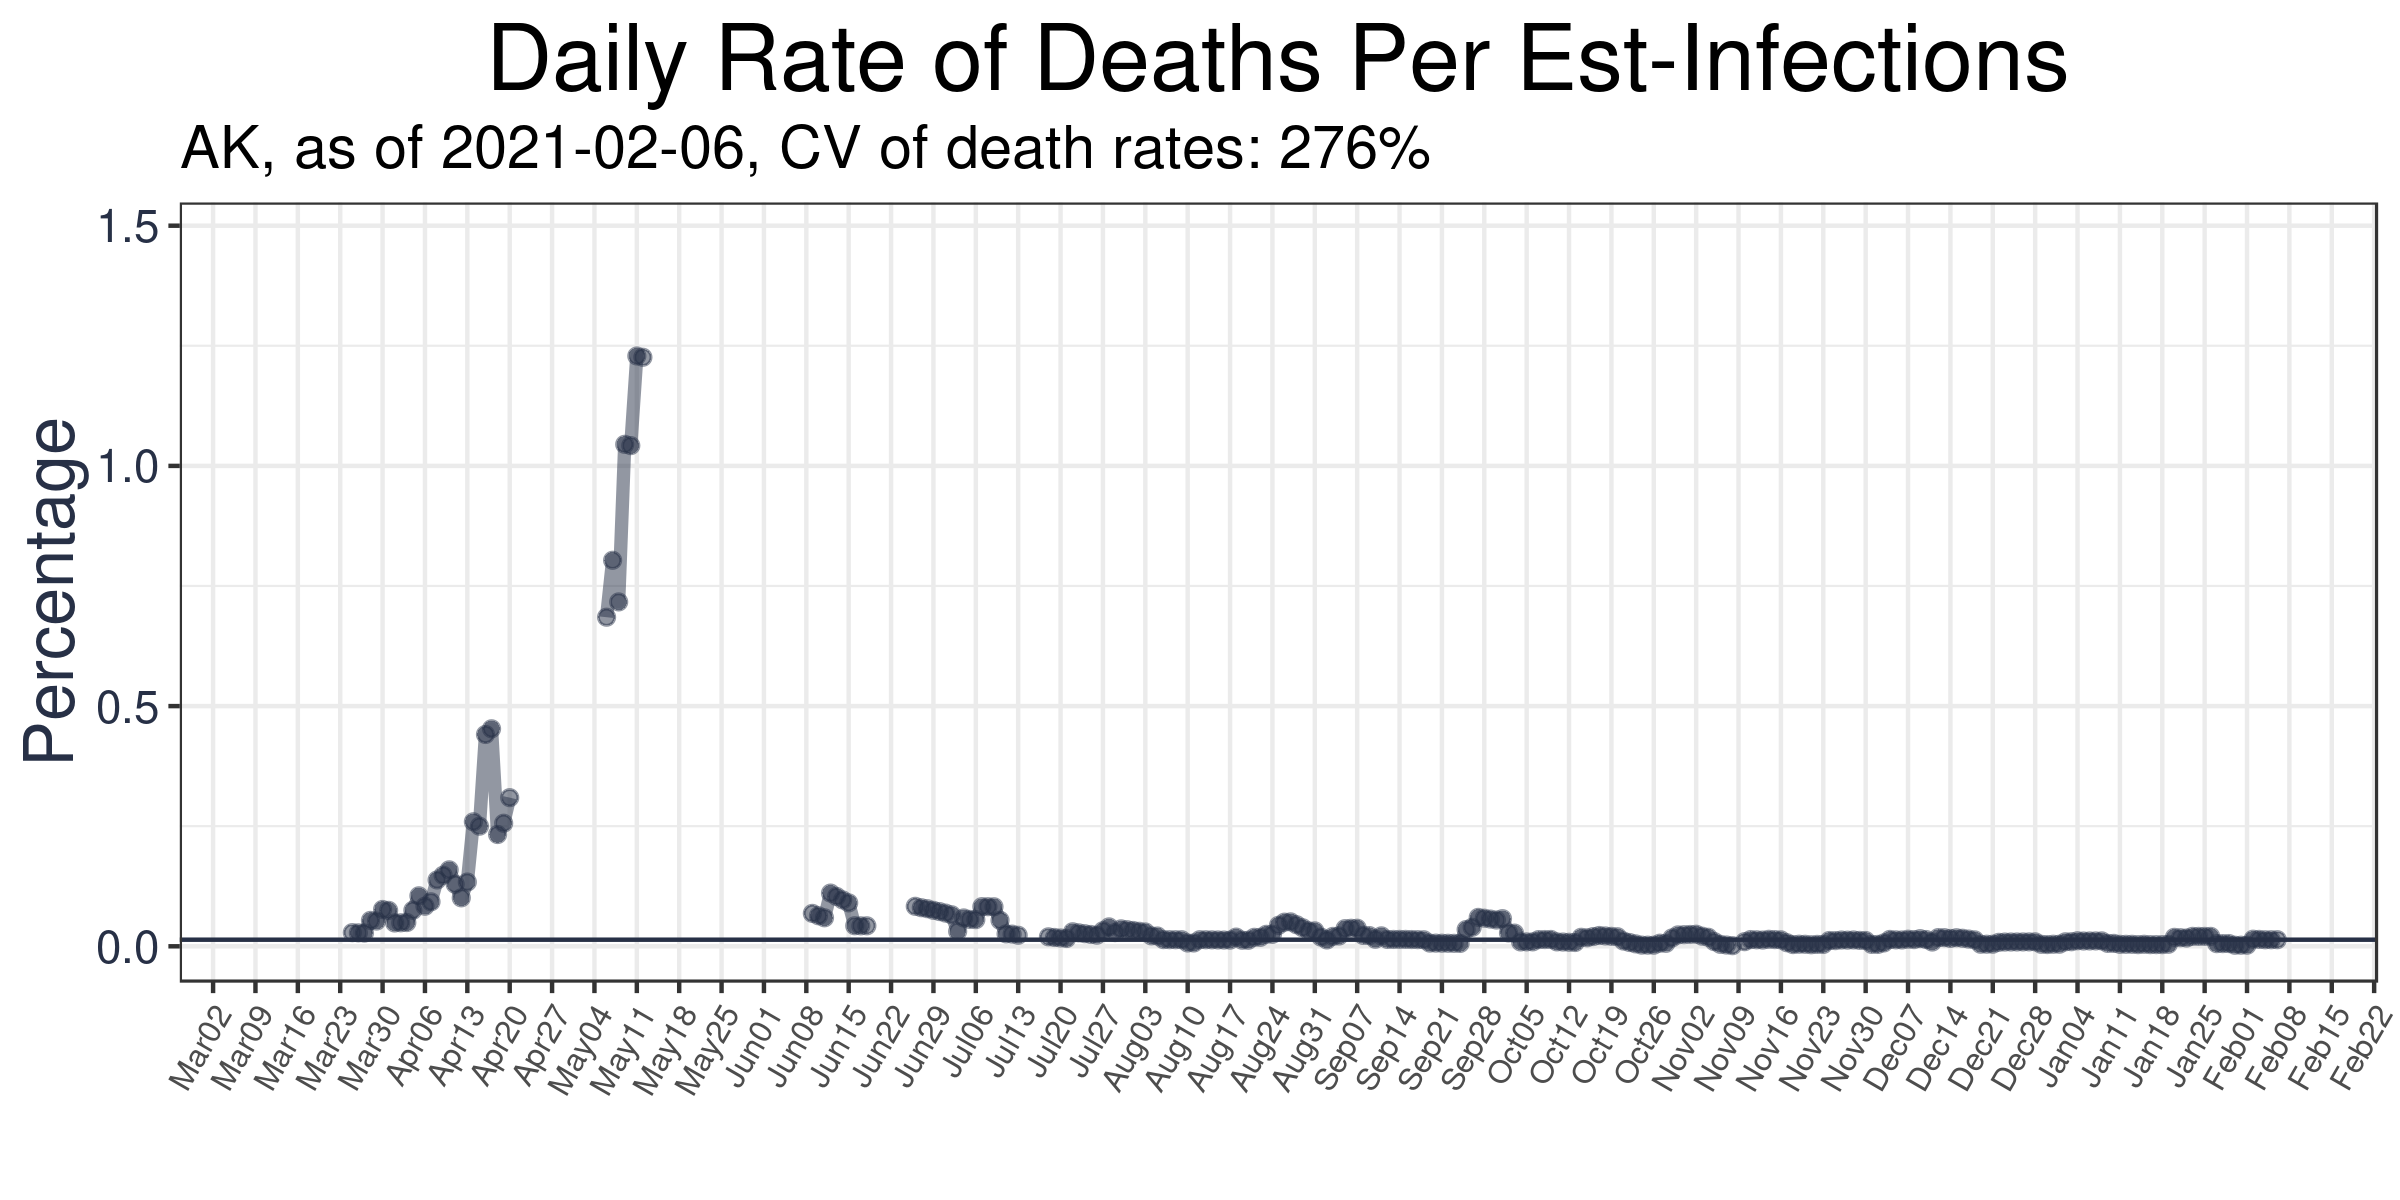 Daily Rate of Deaths Per Est-Infections
AK, as of 2021-02-06, CV of death rates: 276%
Percentage
1.5
1.0
0.5
0.0
Mar02 Mar09 Mar16 Mar23 Mar30 Apr06 Apr13 Apr20 Apr27 May04 May11 May18 May25 Jun01 Jun08 Jun15 Jun22 Jun29 Jul06 Jul13 Jul20 Jul27 Aug03 Aug10 Aug17 Aug24 Aug31 Sep07 Sep14 Sep21 Sep28 Oct05 Oct12 Oct19 Oct26 Nov02 Nov09 Nov16 Nov23 Nov30 Dec07 Dec14 Dec21 Dec28 Jan04 Jan11 Jan18 Jan25 Feb01 Feb08 Feb15 Feb22